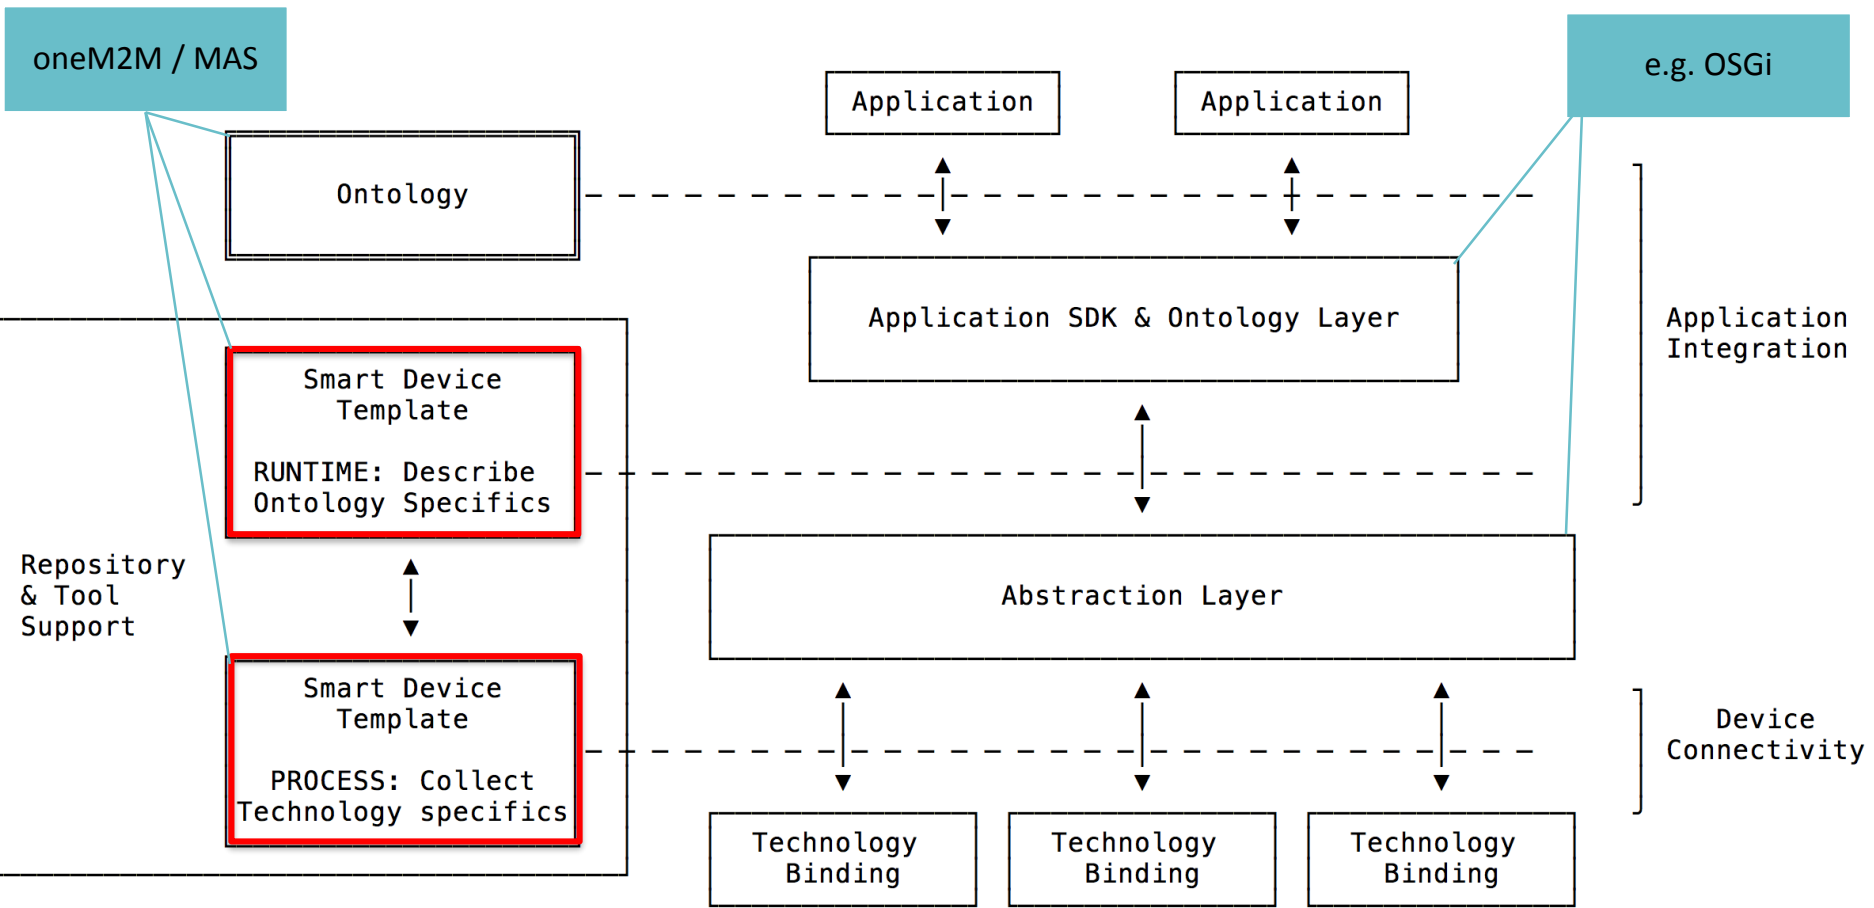 oneM2M / MAS
e.g. OSGi
Application
Application
Ontology
Application SDK & Ontology Layer
Application
Integration
Smart Device
Template
RUNTIME: Describe
Ontology Specifics
Repository
& Tool
Support
Abstraction Layer
Smart Device
Template
PROCESS: Collect
Technology specifics
Device
Connectivity
Technology
Binding
Technology
Binding
Technology
Binding